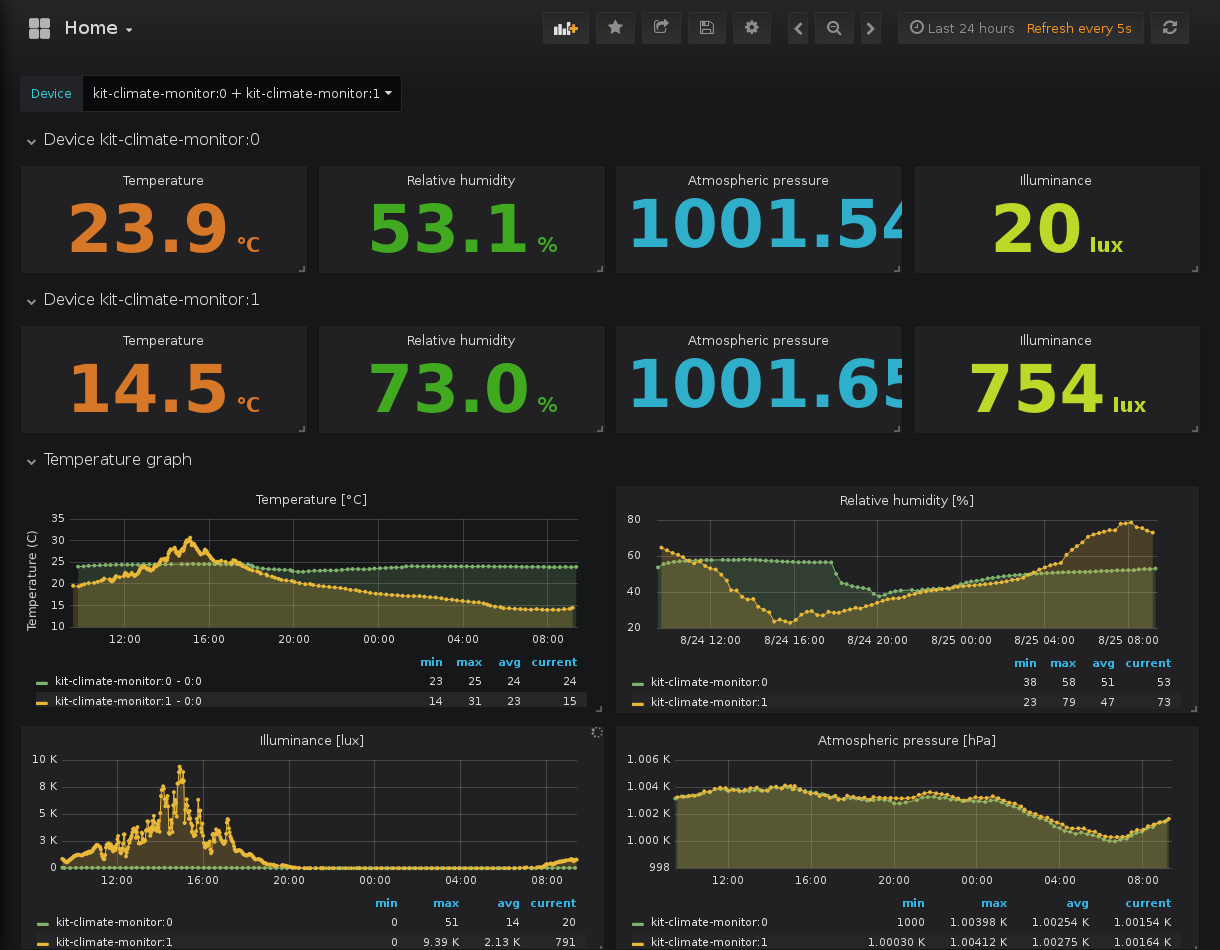 Home
Last 24 hours Refresh every 5s
Device kit-climate-monitor:0 + kit-climate-monitor:1
Device kit-climate-monitor:0
Temperature Relative humidity Atmospheric pressure Illuminance
23.9 °C 53.1 % 1001.54 20 lux
Device kit-climate-monitor:1
Temperature Relative humidity Atmospheric pressure Illuminance
14.5 °C 73.0 % 1001.65 754 lux
Temperature graph
Temperature [°C]
Temperature (C)
35
30
25
20
15
10
12:00 16:00 20:00 00:00 04:00 08:00
min max avg current
kit-climate-monitor:0 - 0:0 23 25 24 24
kit-climate-monitor:1 - 0:0 14 31 23 15
Relative humidity [%]
80
60
40
20
8/24 12:00 8/24 16:00 8/24 20:00 8/25 00:00 8/25 04:00 8/25 08:00
min max avg current
kit-climate-monitor:0 38 58 51 53
kit-climate-monitor:1 23 79 47 73
Illuminance [lux]
10 K
8 K
5 K
3 K
0
12:00 16:00 20:00 00:00 04:00 08:00
min max avg current
kit-climate-monitor:0 0 51 14 20
kit-climate-monitor:1 0 9.39 K 2.13 K 791
Atmospheric pressure [hPa]
1.006 K
1.004 K
1.002 K
1.000 K
998
12:00 16:00 20:00 00:00 04:00 08:00
min max avg current
kit-climate-monitor:0 1000 1.00398 K 1.00254 K 1.00154 K
kit-climate-monitor:1 1.00030 K 1.00412 K 1.00275 K 1.00164 K